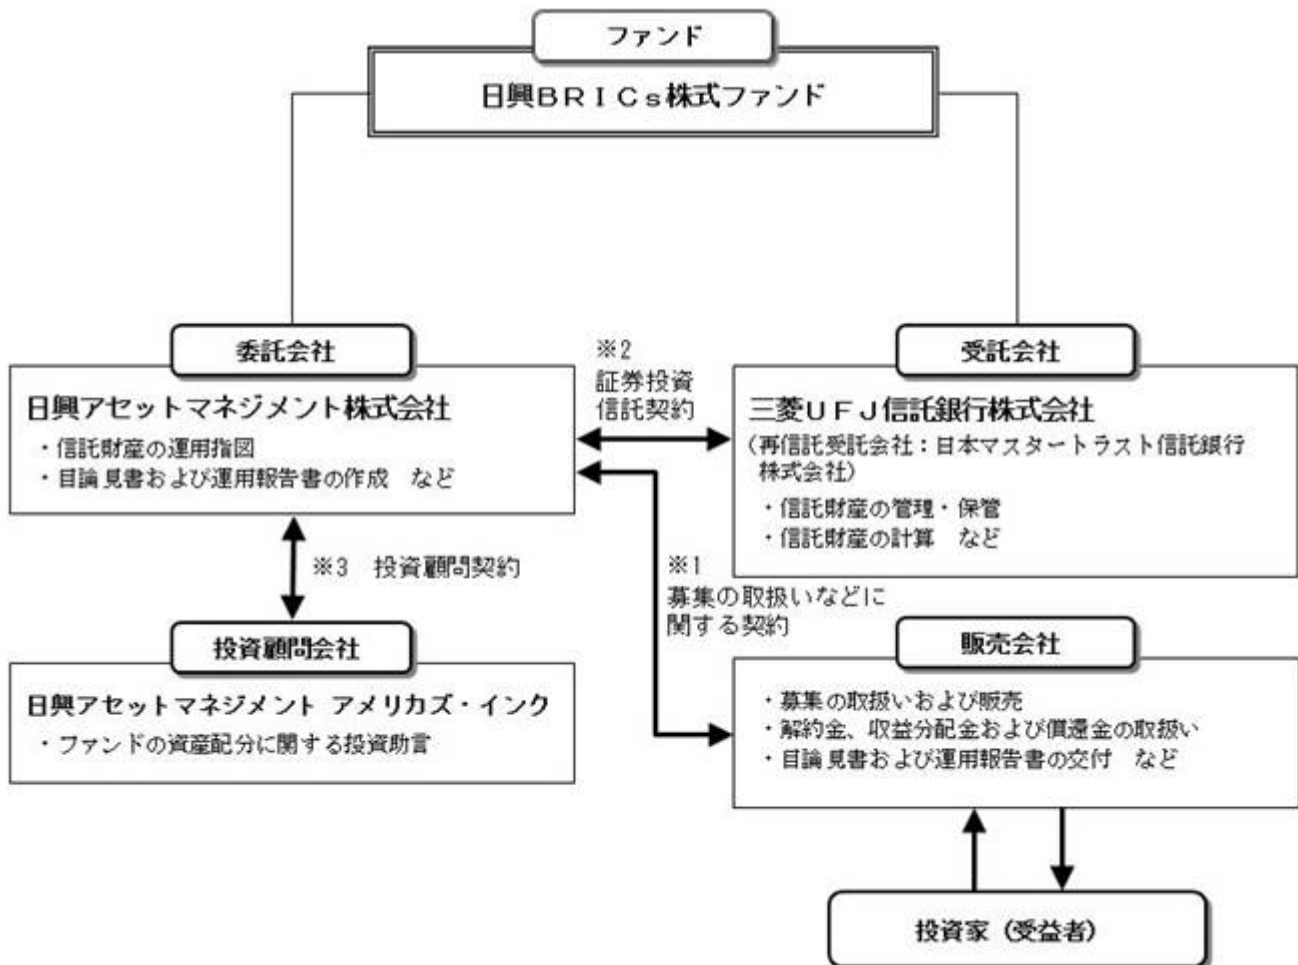 ファンド
日興ＢＲＩＣｓ株式ファンド
委託会社
日興アセットマネジメント株式会社
・信託財産の運用指図
・目論見書および運用報告書の作成　など
※2
証券投資
信託契約
受託会社
三菱ＵＦＪ信託銀行株式会社
（再信託受託会社：日本マスタートラスト信託銀行
株式会社）
・信託財産の管理・保管
・信託財産の計算　など
※3　投資顧問契約
※1
募集の取扱いなどに
関する契約
投資顧問会社
日興アセットマネジメント アメリカズ・インク
・ファンドの資産配分に関する投資助言
販売会社
・募集の取扱いおよび販売
・解約金、収益分配金および償還金の取扱い
・目論見書および運用報告書の交付　など
投資家（受益者）